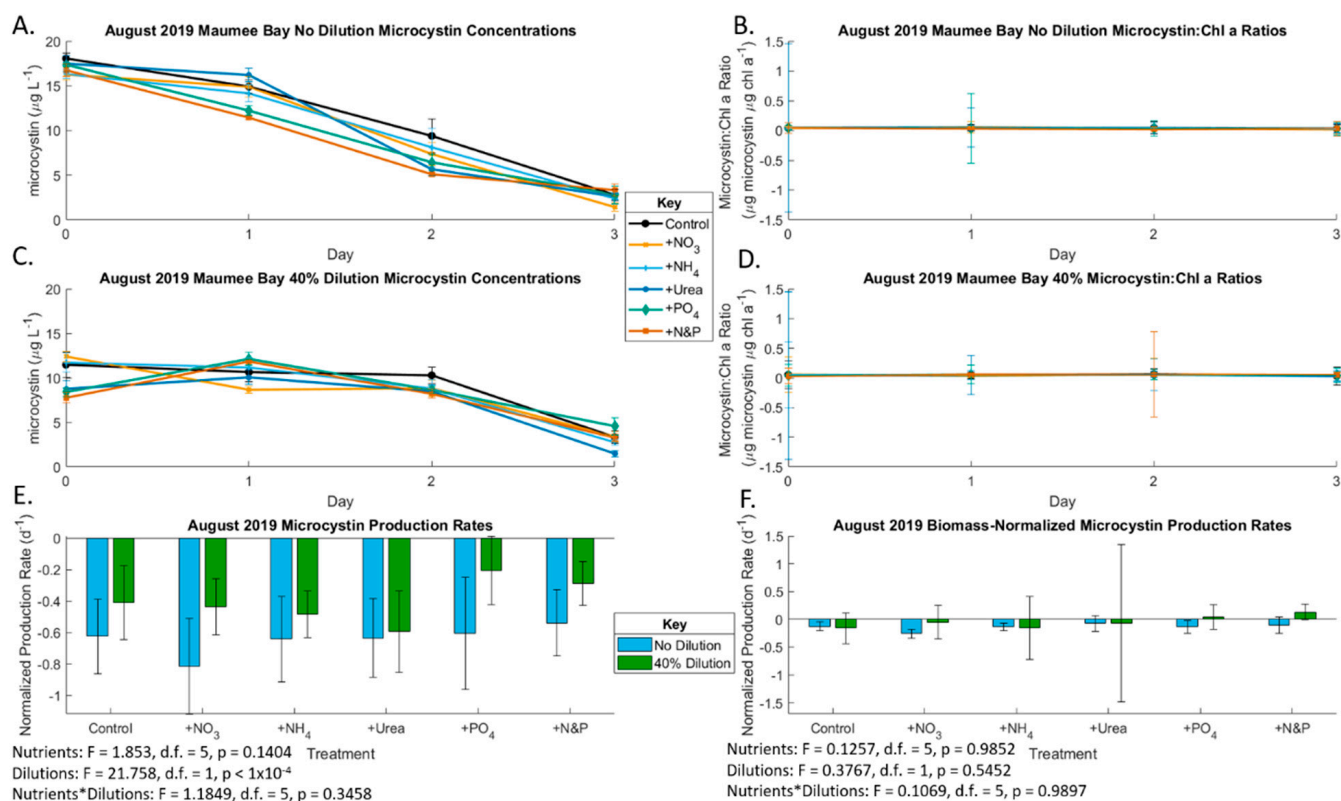 A.
August 2019 Maumee Bay No Dilution Microcystin Concentrations
microcystin (μg L⁻¹)
20
15
10
5
0
0 1 2 3
Day
B.
August 2019 Maumee Bay No Dilution Microcystin:Chl a Ratios
Microcystin:Chl a Ratio
(μg microcystin μg chl a⁻¹)
1.5
1
0.5
0
-0.5
-1
-1.5
0 1 2 3
Day
Key
Control
+NO₃
+NH₄
+Urea
+PO₄
+N&P
C.
August 2019 Maumee Bay 40% Dilution Microcystin Concentrations
microcystin (μg L⁻¹)
20
15
10
5
0
0 1 2 3
Day
D.
August 2019 Maumee Bay 40% Microcystin:Chl a Ratios
Microcystin:Chl a Ratio
(μg microcystin μg chl a⁻¹)
1.5
1
0.5
0
-0.5
-1
-1.5
0 1 2 3
Day
E.
August 2019 Microcystin Production Rates
Normalized Production Rate (d⁻¹)
0
-0.2
-0.4
-0.6
-0.8
-1
Control +NO₃ +NH₄ +Urea +PO₄ +N&P
Treatment
Nutrients: F = 1.853, d.f. = 5, p = 0.1404
Dilutions: F = 21.758, d.f. = 1, p < 1x10⁻⁴
Nutrients*Dilutions: F = 1.1849, d.f. = 5, p = 0.3458
Key
No Dilution
40% Dilution
F.
August 2019 Biomass-Normalized Microcystin Production Rates
Normalized Production Rate (d⁻¹)
1.5
1
0.5
0
-0.5
-1
-1.5
Control +NO₃ +NH₄ +Urea +PO₄ +N&P
Treatment
Nutrients: F = 0.1257, d.f. = 5, p = 0.9852
Dilutions: F = 0.3767, d.f. = 1, p = 0.5452
Nutrients*Dilutions: F = 0.1069, d.f. = 5, p = 0.9897